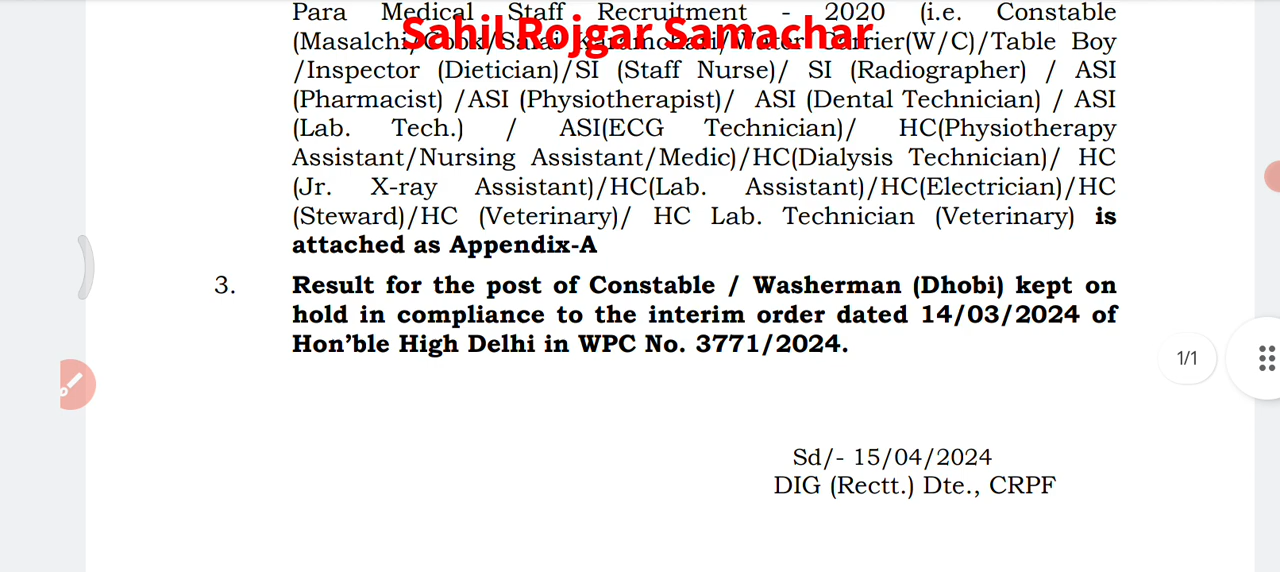 Para Medical Staff Recruitment - 2020 (i.e. Constable
Sahil Rojgar Samachar
(Masalchi/Cook/Safai Karamchari/Water Carrier(W/C)/Table Boy
/Inspector (Dietician)/SI (Staff Nurse)/ SI (Radiographer) / ASI
(Pharmacist) /ASI (Physiotherapist)/ ASI (Dental Technician) / ASI
(Lab. Tech.) / ASI(ECG Technician)/ HC(Physiotherapy
Assistant/Nursing Assistant/Medic)/HC(Dialysis Technician)/ HC
(Jr. X-ray Assistant)/HC(Lab. Assistant)/HC(Electrician)/HC
(Steward)/HC (Veterinary)/ HC Lab. Technician (Veterinary) is
attached as Appendix-A
3. Result for the post of Constable / Washerman (Dhobi) kept on
hold in compliance to the interim order dated 14/03/2024 of
Hon’ble High Delhi in WPC No. 3771/2024.
1/1
Sd/- 15/04/2024
DIG (Rectt.) Dte., CRPF